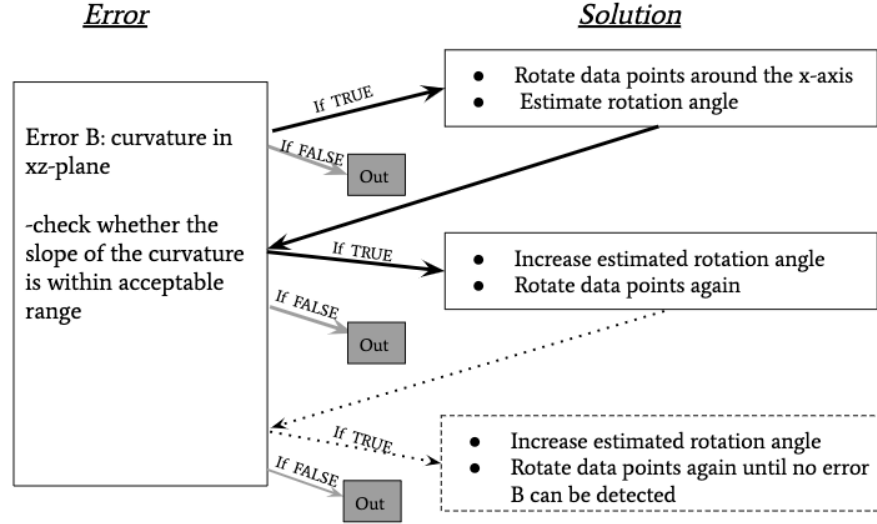 Error
Solution
Error B: curvature in
xz-plane
-check whether the
slope of the curvature
is within acceptable
range
If TRUE
● Rotate data points around the x-axis
● Estimate rotation angle
If FALSE
Out
If TRUE
● Increase estimated rotation angle
● Rotate data points again
If FALSE
Out
If TRUE
● Increase estimated rotation angle
● Rotate data points again until no error
B can be detected
If FALSE
Out